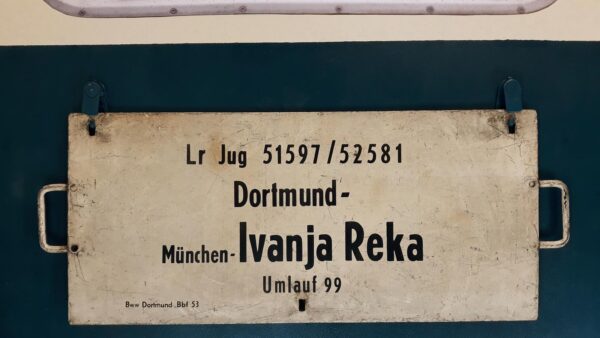 Lr Jug 51597/52581
Dortmund-
München-Ivanja Reka
Umlauf 99
Bww Dortmund „Bbf 53